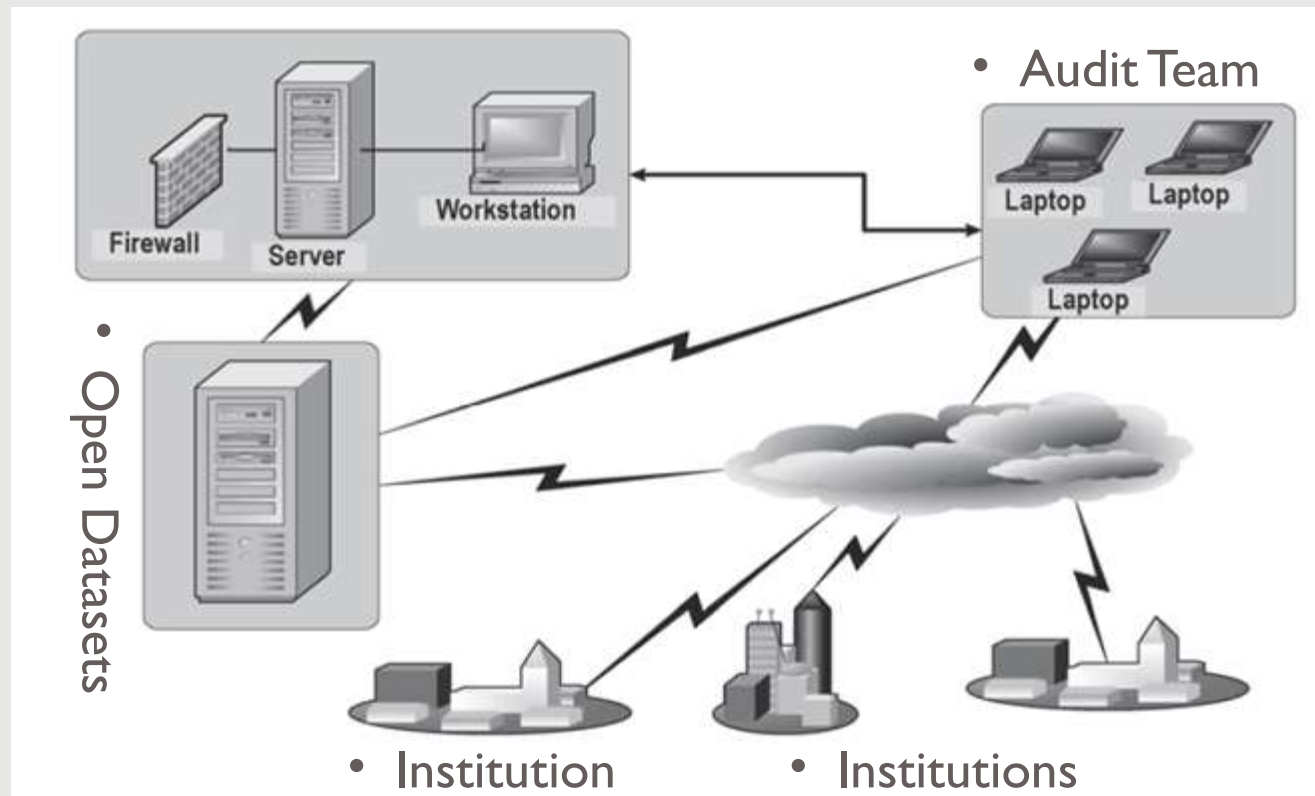 • Audit Team
Firewall
Server
Workstation
Laptop
Laptop
Laptop
• Open Datasets
• Institution
• Institutions